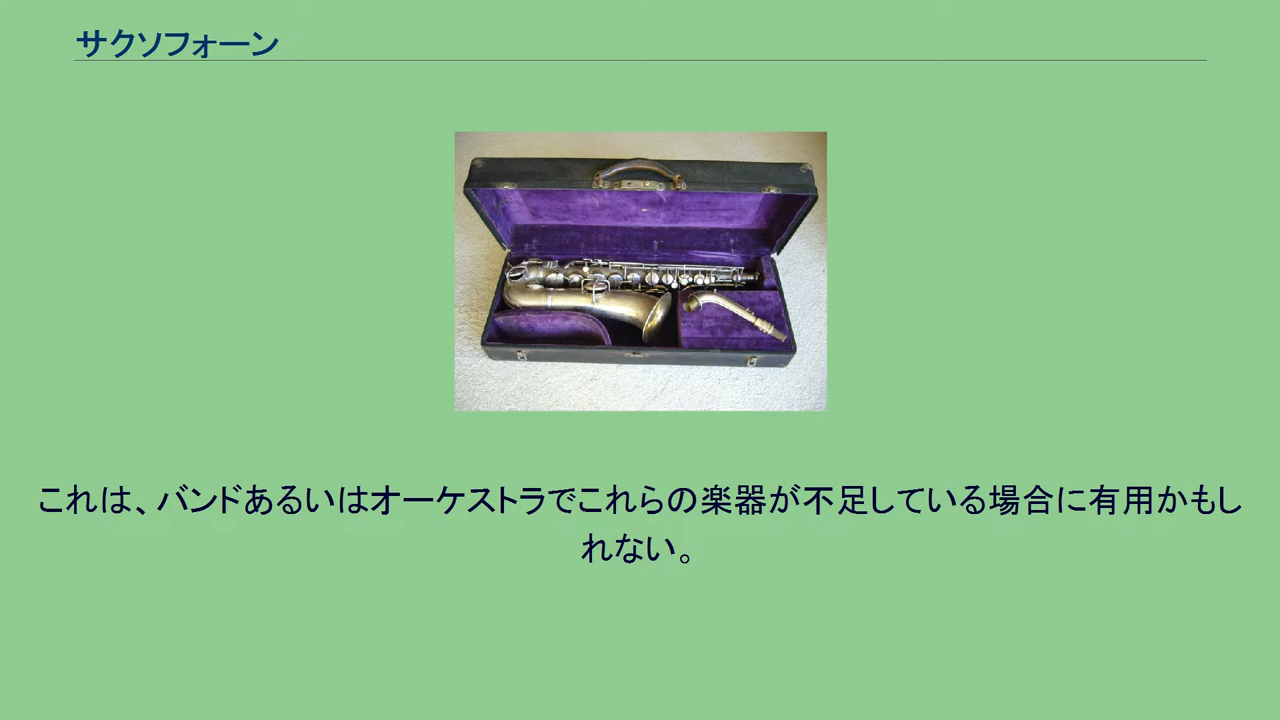 サクソフォーン
これは、バンドあるいはオーケストラでこれらの楽器が不足している場合に有用かもし
れない。